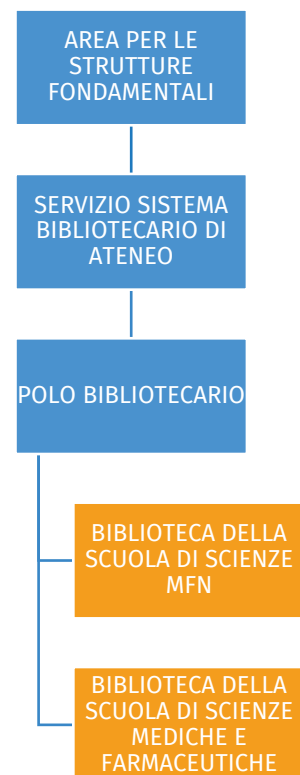 AREA PER LE
STRUTTURE
FONDAMENTALI
SERVIZIO SISTEMA
BIBLIOTECARIO DI
ATENEO
POLO BIBLIOTECARIO
BIBLIOTECA DELLA
SCUOLA DI SCIENZE
MFN
BIBLIOTECA DELLA
SCUOLA DI SCIENZE
MEDICHE E
FARMACEUTICHE